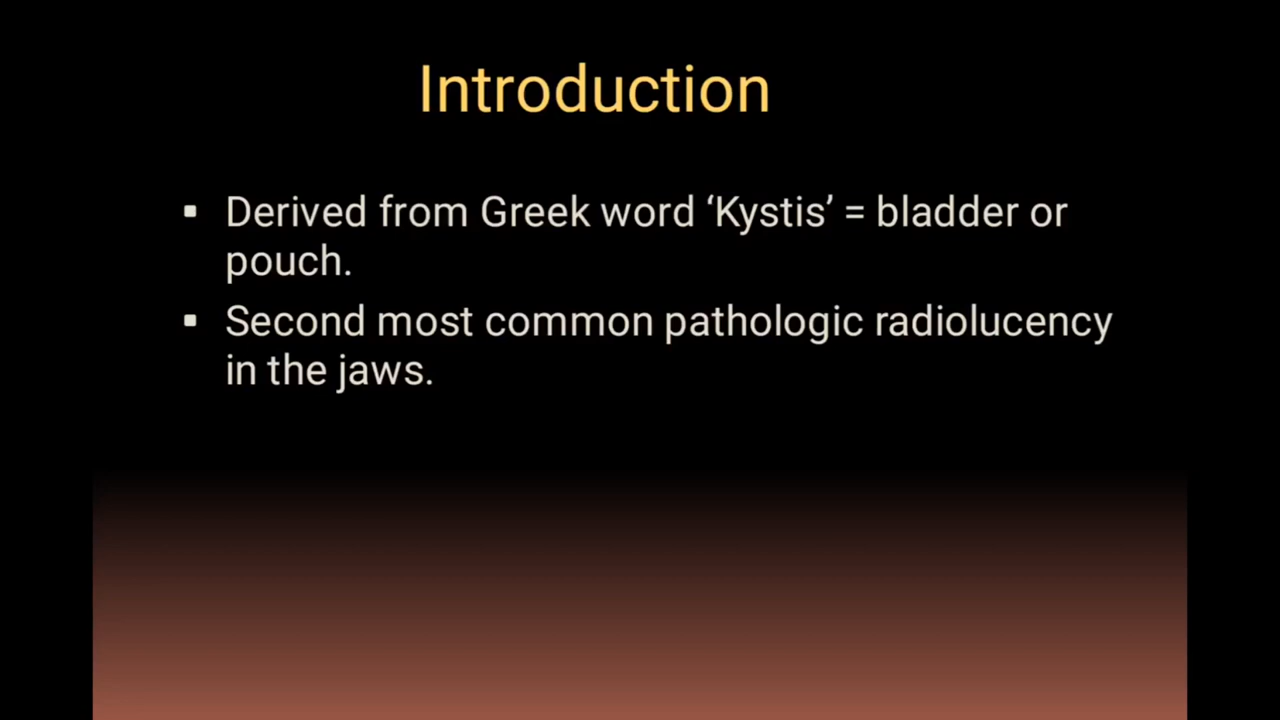 Introduction
▪ Derived from Greek word ‘Kystis’ = bladder or
pouch.
▪ Second most common pathologic radiolucency
in the jaws.